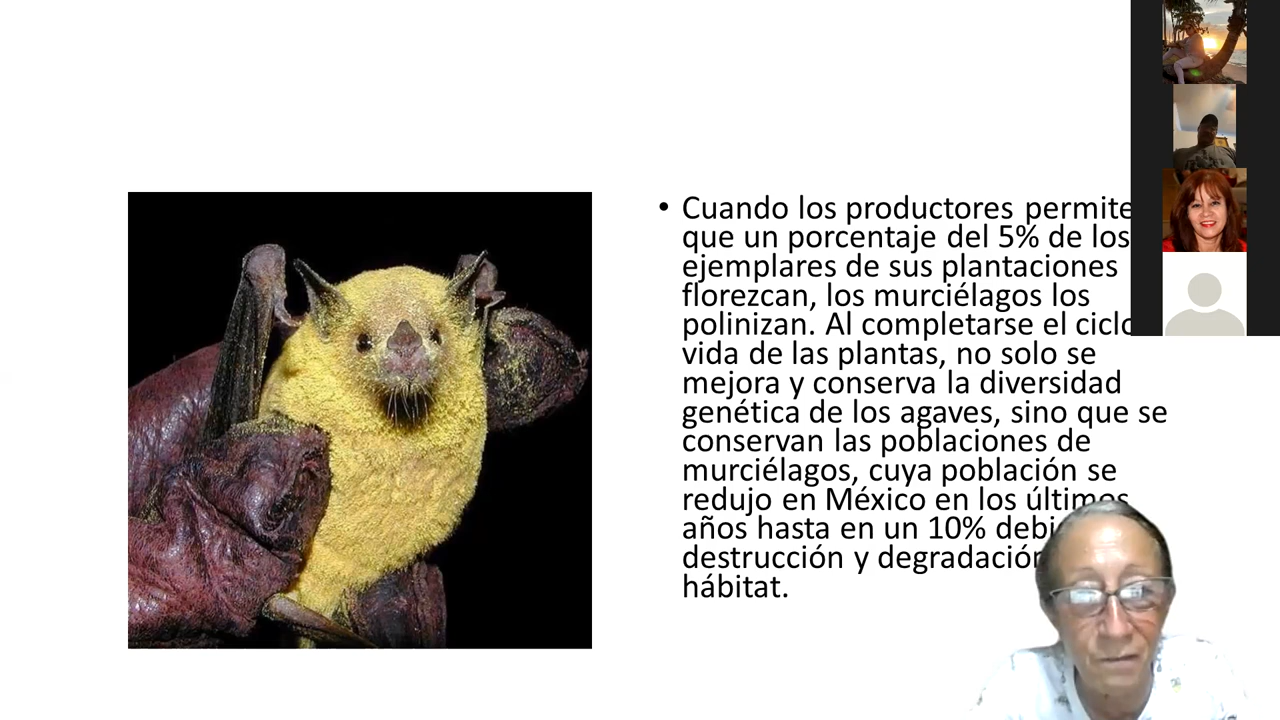 • Cuando los productores permite
que un porcentaje del 5% de los
ejemplares de sus plantaciones
florezcan, los murciélagos los
polinizan. Al completarse el ciclo
vida de las plantas, no solo se
mejora y conserva la diversidad
genética de los agaves, sino que se
conservan las poblaciones de
murciélagos, cuya población se
redujo en México en los últimos
años hasta en un 10%
destrucción y degradación
hábitat.